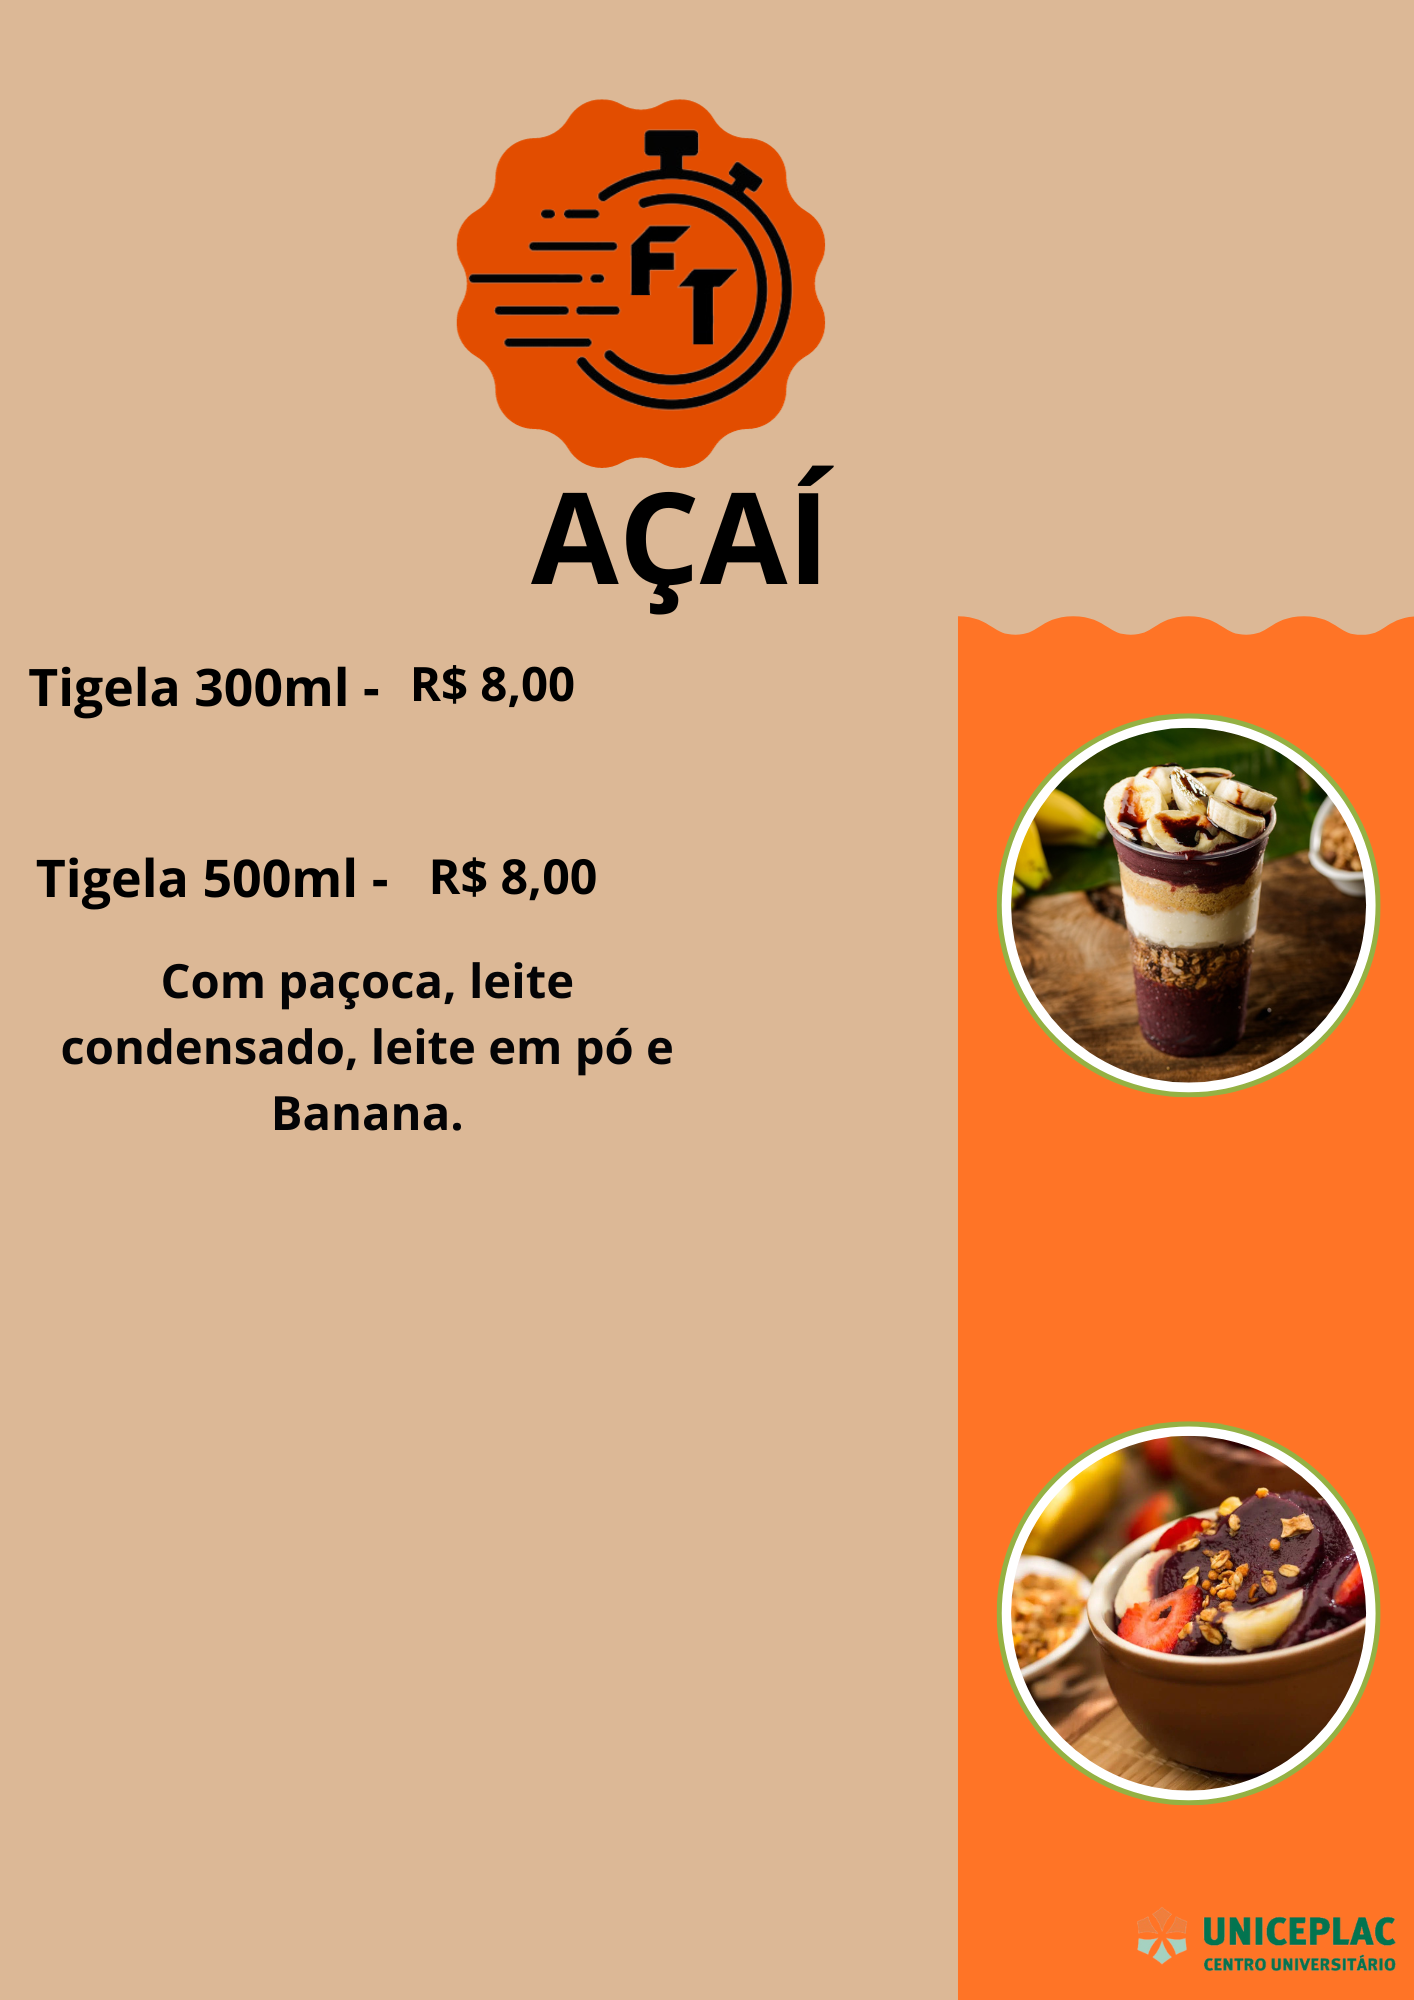 FT
AÇAÍ
Tigela 300ml - R$ 8,00
Tigela 500ml - R$ 8,00
Com paçoca, leite
condensado, leite em pó e
Banana.
UNICEPLAC
CENTRO UNIVERSITÁRIO